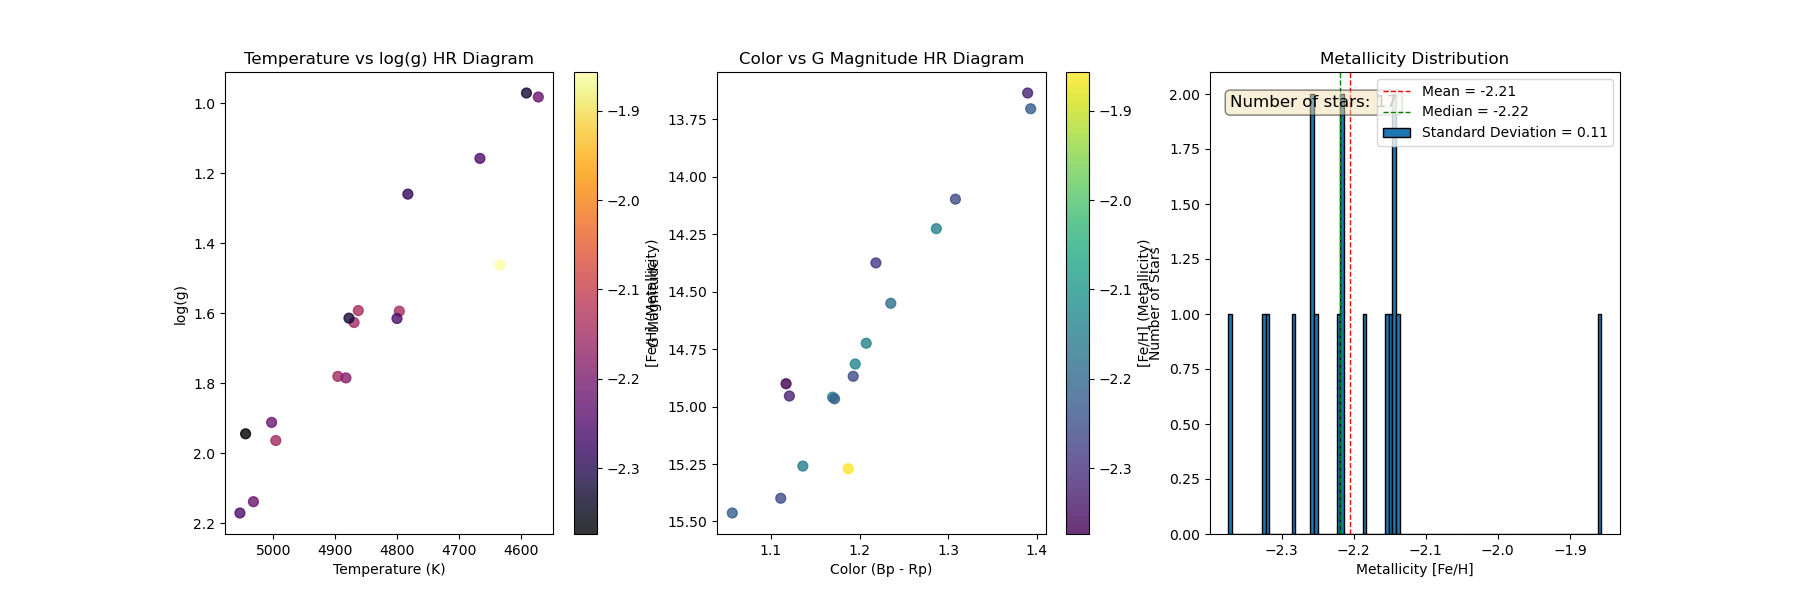 Temperature vs log(g) HR Diagram
1.0
1.2
1.4
1.6
1.8
2.0
2.2
log(g)
5000 4900 4800 4700 4600
Temperature (K)
−1.9
−2.0
−2.1
−2.2
−2.3
[Fe/H] (Metallicity)
Color vs G Magnitude HR Diagram
13.75
14.00
14.25
14.50
14.75
15.00
15.25
15.50
G Magnitude
1.1 1.2 1.3 1.4
Color (Bp - Rp)
−1.9
−2.0
−2.1
−2.2
−2.3
[Fe/H] (Metallicity)
Metallicity Distribution
2.00
1.75
1.50
1.25
1.00
0.75
0.50
0.25
0.00
Number of Stars
Number of stars: 17
Mean = -2.21
Median = -2.22
Standard Deviation = 0.11
−2.3 −2.2 −2.1 −2.0 −1.9
Metallicity [Fe/H]